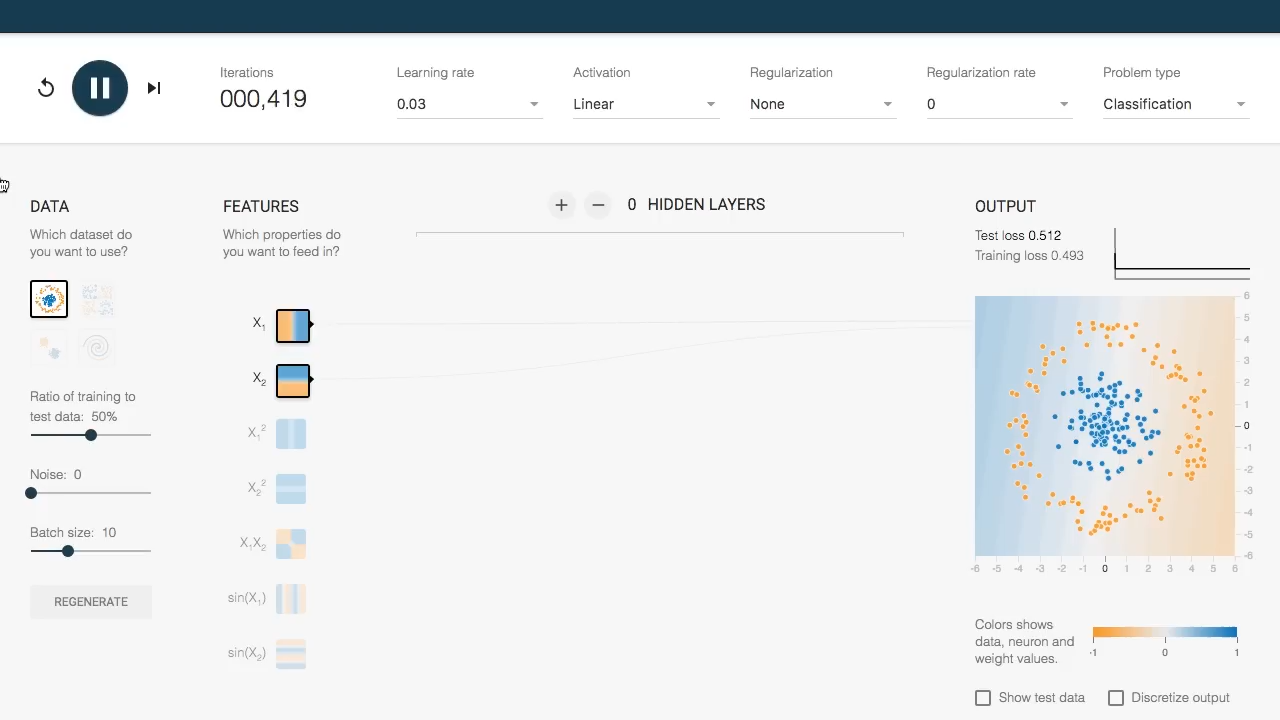 Iterations
000,419
Learning rate
0.03
Activation
Linear
Regularization
None
Regularization rate
0
Problem type
Classification
DATA
Which dataset do
you want to use?
Ratio of training to
test data: 50%
Noise: 0
Batch size: 10
REGENERATE
FEATURES
Which properties do
you want to feed in?
X₁
X₂
X₁²
X₂²
X₁X₂
sin(X₁)
sin(X₂)
+ − 0 HIDDEN LAYERS
OUTPUT
Test loss 0.512
Training loss 0.493
6
5
4
3
2
1
0
-1
-2
-3
-4
-5
-6
-6 -5 -4 -3 -2 -1 0 1 2 3 4 5 6
Colors shows
data, neuron and
weight values.
-1 0 1
Show test data
Discretize output